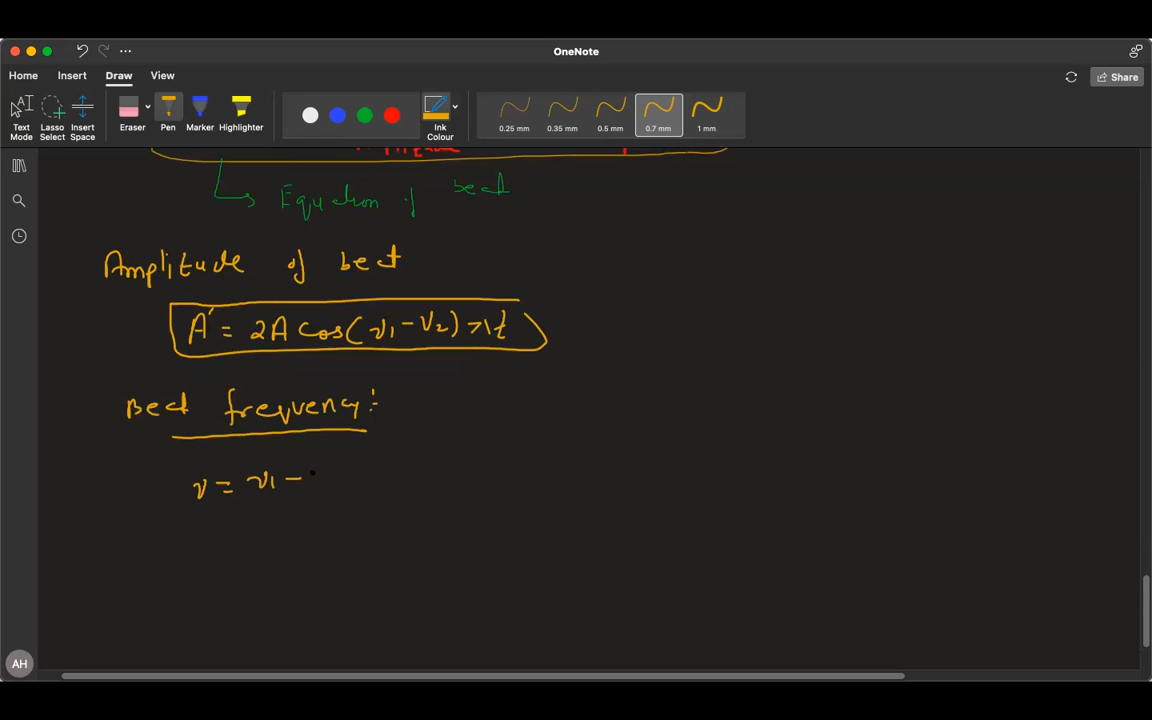 OneNote
Home Insert Draw View
Share
Text Mode
Lasso Select
Insert Space
Eraser
Pen
Marker
Highlighter
Ink Colour
0.25 mm
0.35 mm
0.5 mm
0.7 mm
1 mm
Equation of beat
Amplitude of beat
A' = 2A cos(ν1 - ν2) πt
Beat frequency:
ν = ν1 -
AH